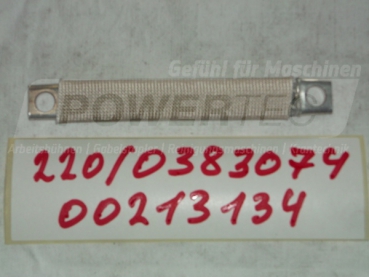 Gefühl für Maschinen
POWERTEC
220/0383074
00213134